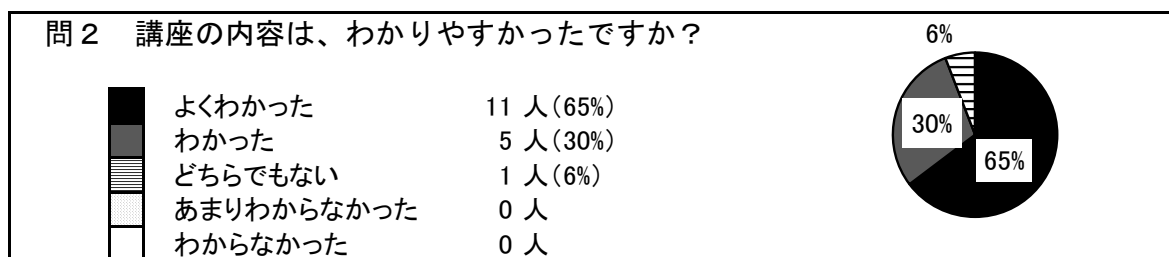 問２　講座の内容は、わかりやすかったですか？
よくわかった　11 人(65%)
わかった　5 人(30%)
どちらでもない　1 人(6%)
あまりわからなかった　0 人
わからなかった　0 人
6%
30%
65%